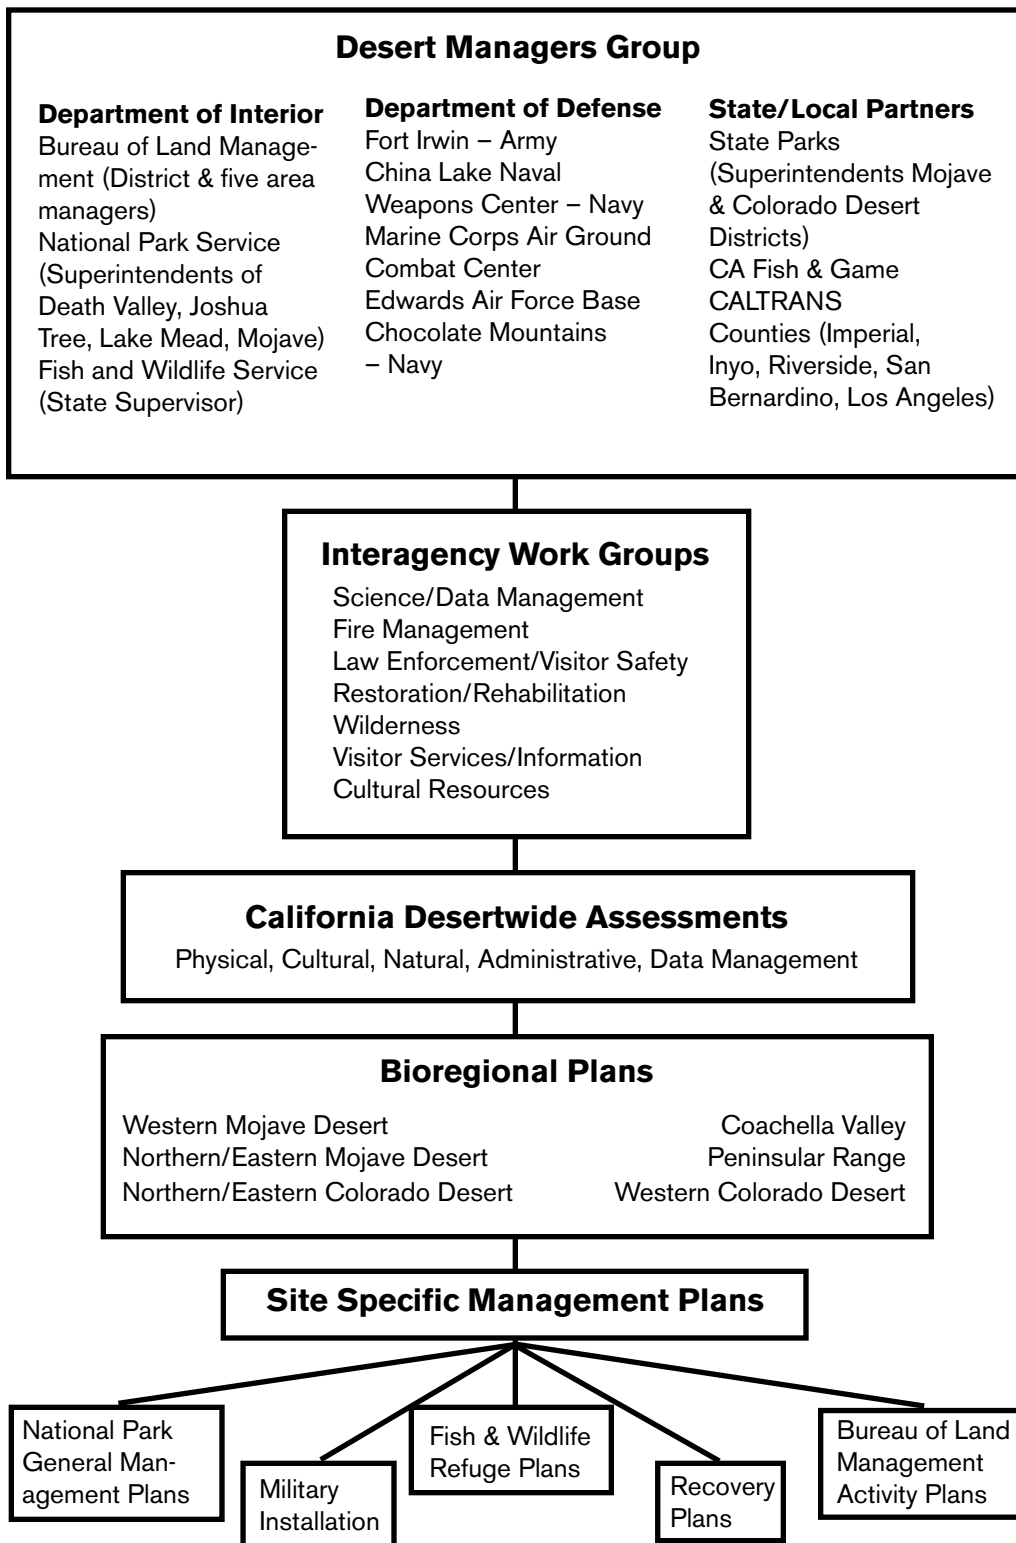 Desert Managers Group
Department of Interior
Bureau of Land Manage-
ment (District & five area
managers)
National Park Service
(Superintendents of
Death Valley, Joshua
Tree, Lake Mead, Mojave)
Fish and Wildlife Service
(State Supervisor)
Department of Defense
Fort Irwin – Army
China Lake Naval
Weapons Center – Navy
Marine Corps Air Ground
Combat Center
Edwards Air Force Base
Chocolate Mountains
– Navy
State/Local Partners
State Parks
(Superintendents Mojave
& Colorado Desert
Districts)
CA Fish & Game
CALTRANS
Counties (Imperial,
Inyo, Riverside, San
Bernardino, Los Angeles)
Interagency Work Groups
Science/Data Management
Fire Management
Law Enforcement/Visitor Safety
Restoration/Rehabilitation
Wilderness
Visitor Services/Information
Cultural Resources
California Desertwide Assessments
Physical, Cultural, Natural, Administrative, Data Management
Bioregional Plans
Western Mojave Desert
Northern/Eastern Mojave Desert
Northern/Eastern Colorado Desert
Coachella Valley
Peninsular Range
Western Colorado Desert
Site Specific Management Plans
National Park
General Man-
agement Plans
Military
Installation
Fish & Wildlife
Refuge Plans
Recovery
Plans
Bureau of Land
Management
Activity Plans